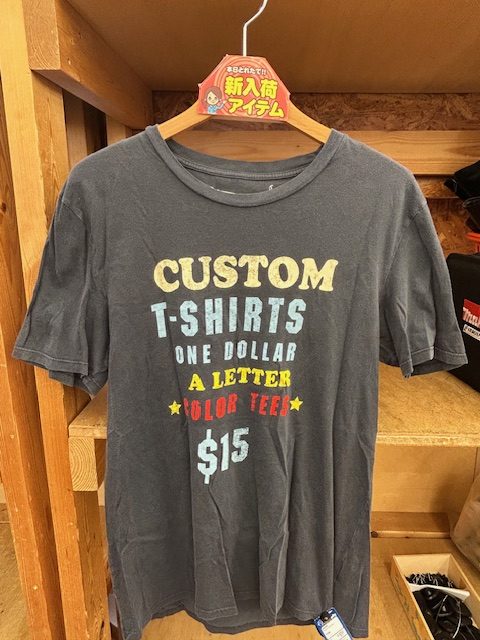 本日とれたて!!
新入荷
アイテム
CUSTOM
T-SHIRTS
ONE DOLLAR
A LETTER
COLOR TEES
$15